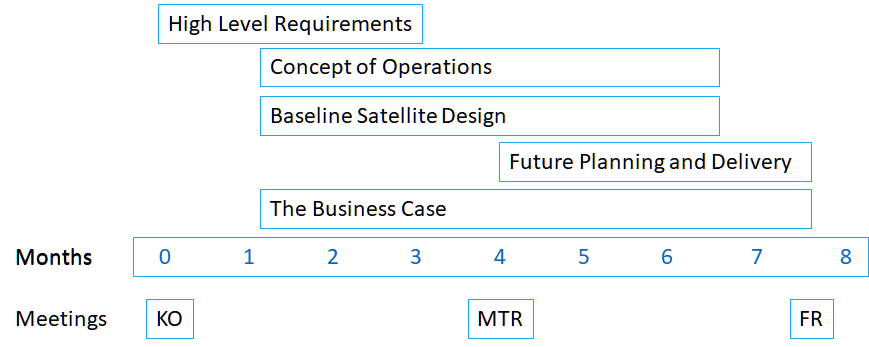 High Level Requirements
Concept of Operations
Baseline Satellite Design
Future Planning and Delivery
The Business Case
Months 0 1 2 3 4 5 6 7 8
Meetings KO MTR FR